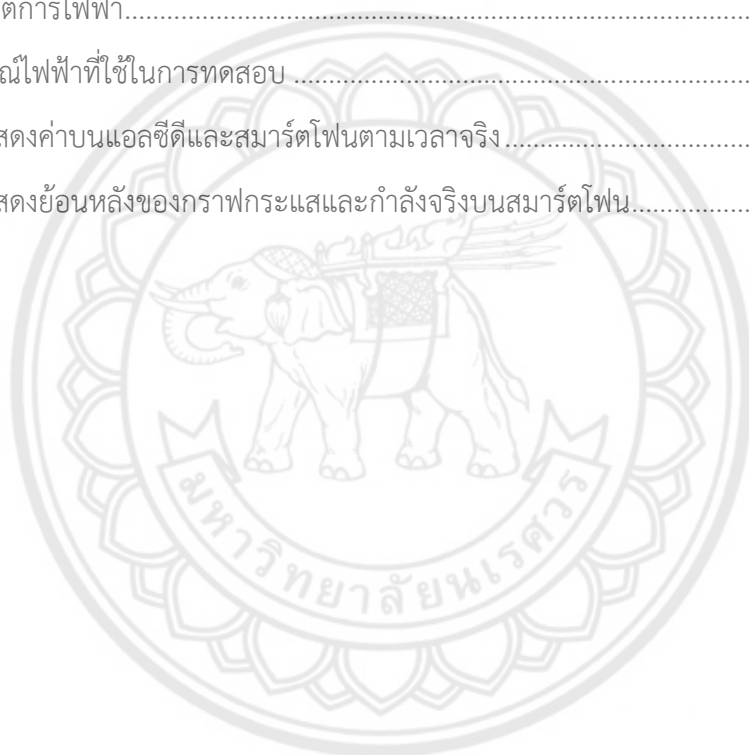 ตการไฟฟ้า................................................................................................
ณ์ไฟฟ้าที่ใช้ในการทดสอบ ........................................................................
สดงค่าบนแอลซีดีและสมาร์ตโฟนตามเวลาจริง.......................................
สดงย้อนหลังของกราฟกระแสและกำลังจริงบนสมาร์ตโฟน..................
มหาวิทยาลัยนเรศวร